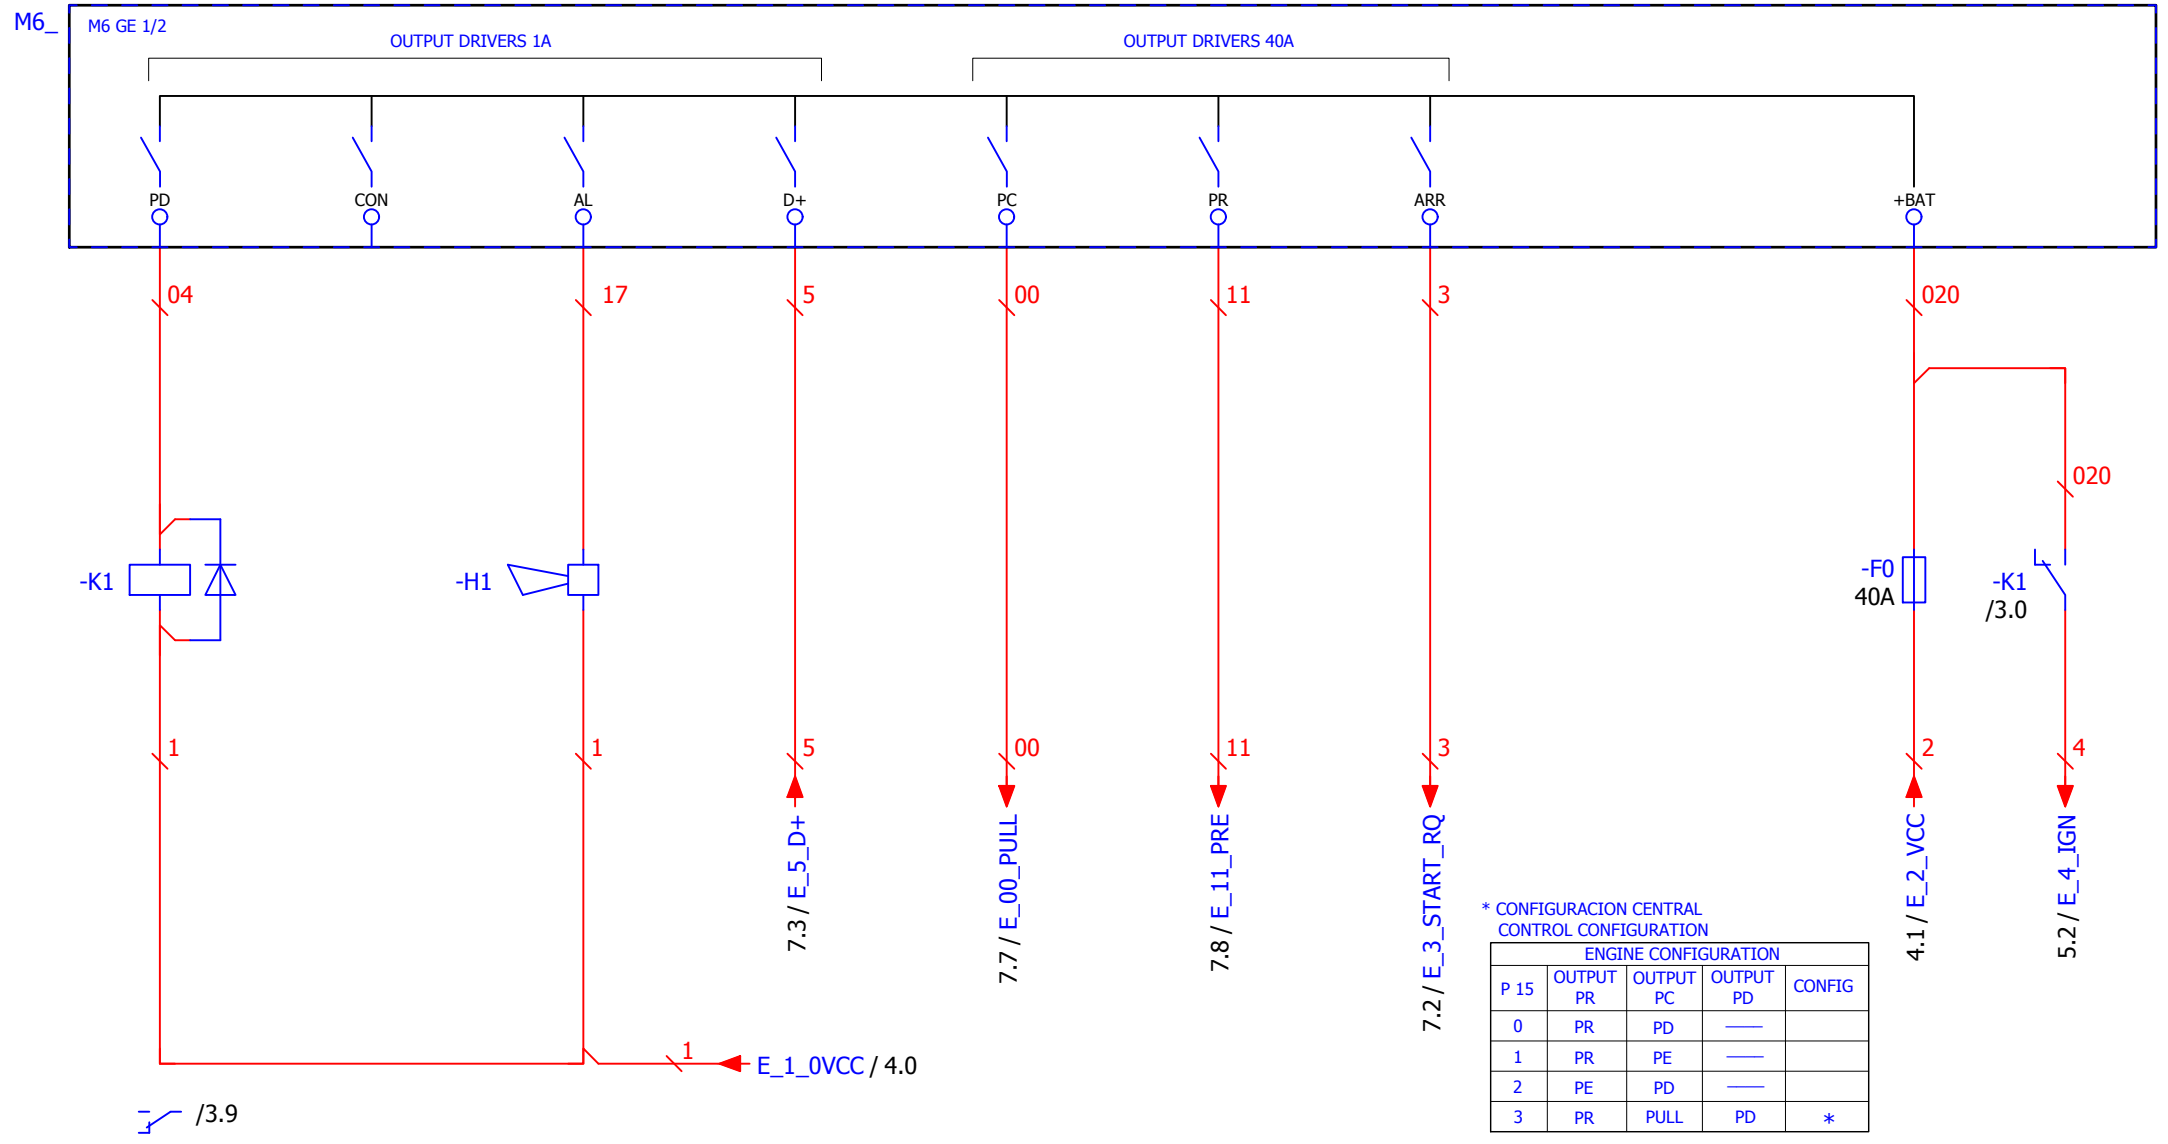 M6_
M6 GE 1/2
OUTPUT DRIVERS 1A
OUTPUT DRIVERS 40A
PD
CON
AL
D+
PC
PR
ARR
+BAT
04
17
5
00
11
3
020
020
-K1
-H1
-F0
40A
-K1
/3.0
1
1
5
00
11
3
2
4
7.3 / E_5_D+
7.7 / E_00_PULL
7.8 / E_11_PRE
7.2 / E_3_START_RQ
4.1 / E_2_VCC
5.2 / E_4_IGN
1
E_1_0VCC / 4.0
/3.9
* CONFIGURACION CENTRAL
CONTROL CONFIGURATION
ENGINE CONFIGURATION
P 15 OUTPUT PR OUTPUT PC OUTPUT PD CONFIG
0 PR PD ——
1 PR PE ——
2 PE PD ——
3 PR PULL PD *